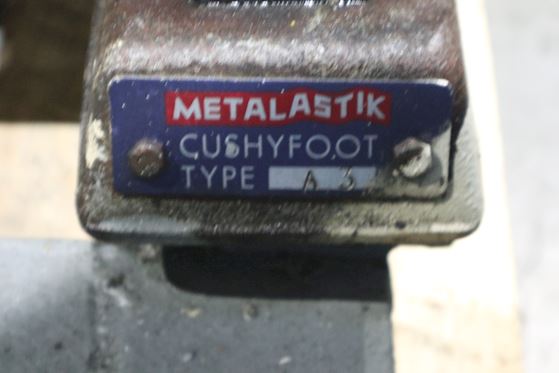 METALASTIK
CUSHYFOOT
TYPE A 3